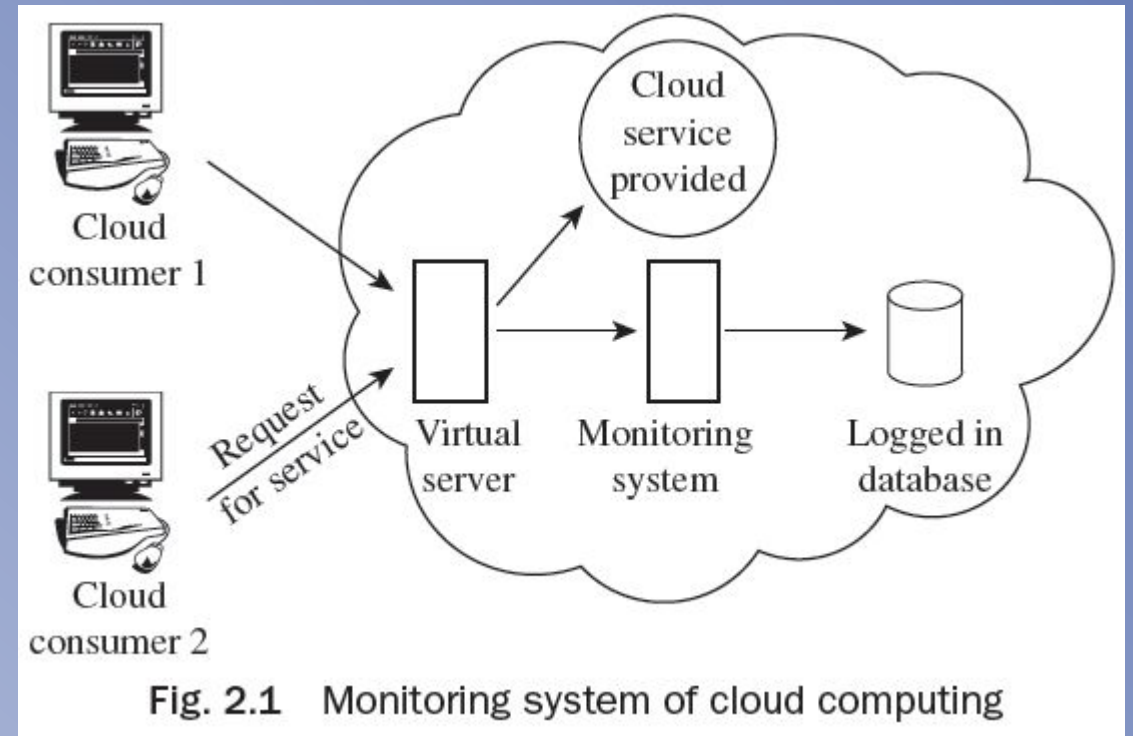 Cloud
service
provided
Cloud
consumer 1
Request
for service
Virtual
server
Monitoring
system
Logged in
database
Cloud
consumer 2
Fig. 2.1 Monitoring system of cloud computing